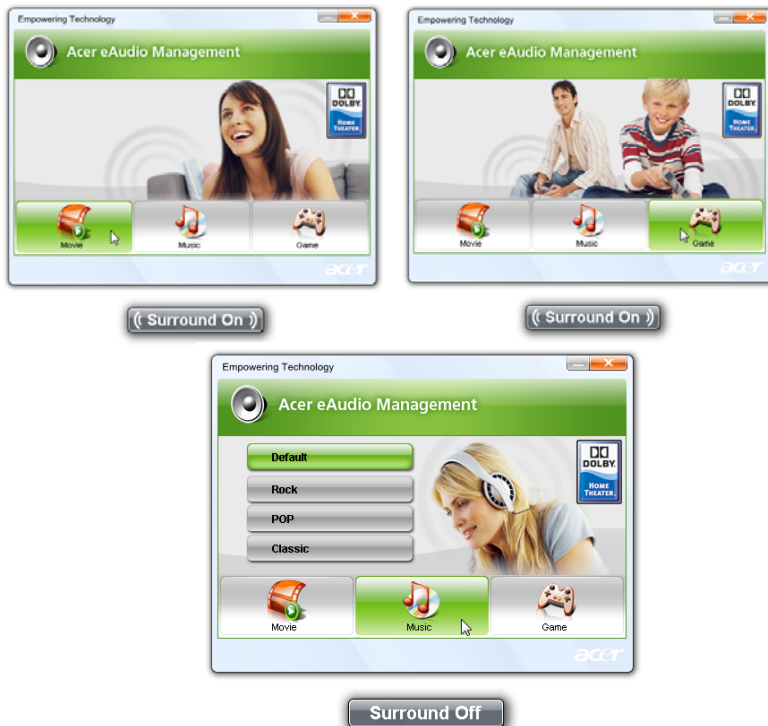 Empowering Technology
Acer eAudio Management
DOLBY
HOME
THEATER
Movie
Music
Game
acer
(( Surround On ))
Empowering Technology
Acer eAudio Management
DOLBY
HOME
THEATER
Movie
Music
Game
acer
(( Surround On ))
Empowering Technology
Acer eAudio Management
Default
Rock
POP
Classic
DOLBY
HOME
THEATER
Movie
Music
Game
acer
Surround Off